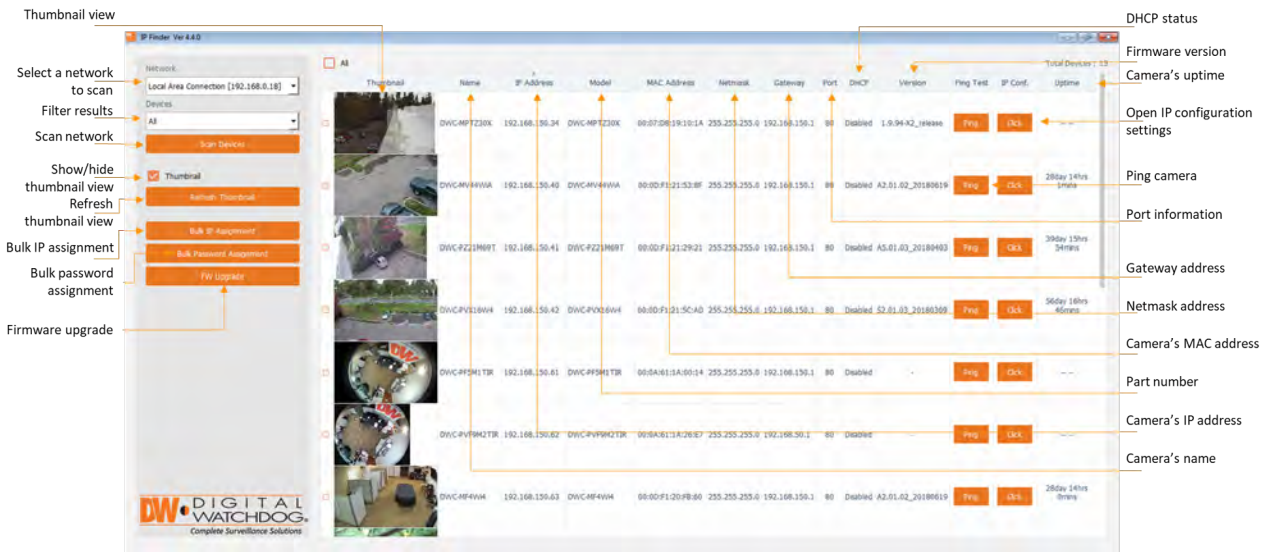 Thumbnail view
DHCP status
IP Finder Ver 4.4.0
Firmware version
Camera's uptime
Select a network
to scan
Filter results
Scan network
Show/hide
thumbnail view
Refresh
thumbnail view
Bulk IP assignment
Bulk password
assignment
Firmware upgrade
Network
Local Area Connection [192.168.0.18]
Devices
All
Scan Devices
Thumbnail
Refresh Thumbnail
Bulk IP Assignment
Bulk Password Assignment
FW Upgrade
DW DIGITAL
WATCHDOG
Complete Surveillance Solutions
All
Total Devices : 13
Thumbnail Name IP Address Model MAC Address Netmask Gateway Port DHCP Version Ping Test IP Conf. Uptime
DWC-MPTZ30X 192.168.150.34 DWC-MPTZ30X 00:07:D8:19:10:1A 255.255.255.0 192.168.150.1 80 Disabled 1.9.94-X2_release Ping Click -- --
DWC-MV44WiA 192.168.150.40 DWC-MV44WiA 00:0D:F1:21:53:BF 255.255.255.0 192.168.150.1 80 Disabled A2.01.02_20180619 Ping Click 28day 14hrs
1mins
DWC-PZ21M69T 192.168.150.41 DWC-PZ21M69T 00:0D:F1:21:29:21 255.255.255.0 192.168.150.1 80 Disabled A5.01.03_20180403 Ping Click 39day 15hrs
54mins
DWC-PVX16W4 192.168.150.42 DWC-PVX16W4 00:0D:F1:21:5C:AD 255.255.255.0 192.168.150.1 80 Disabled S2.01.03_20180309 Ping Click 56day 16hrs
46mins
DWC-PF5M1TIR 192.168.150.61 DWC-PF5M1TIR 00:0A:61:1A:00:14 255.255.255.0 192.168.150.1 80 Disabled - Ping Click -- --
DWC-PVF9M2TIR 192.168.150.62 DWC-PVF9M2TIR 00:0A:61:1A:26:E7 255.255.255.0 192.168.50.1 80 Disabled - Ping Click -- --
DWC-MF4Wi4 192.168.150.63 DWC-MF4Wi4 00:0D:F1:20:FB:60 255.255.255.0 192.168.150.1 80 Disabled A2.01.02_20180619 Ping Click 28day 14hrs
0mins
Open IP configuration
settings
Ping camera
Port information
Gateway address
Netmask address
Camera's MAC address
Part number
Camera's IP address
Camera's name